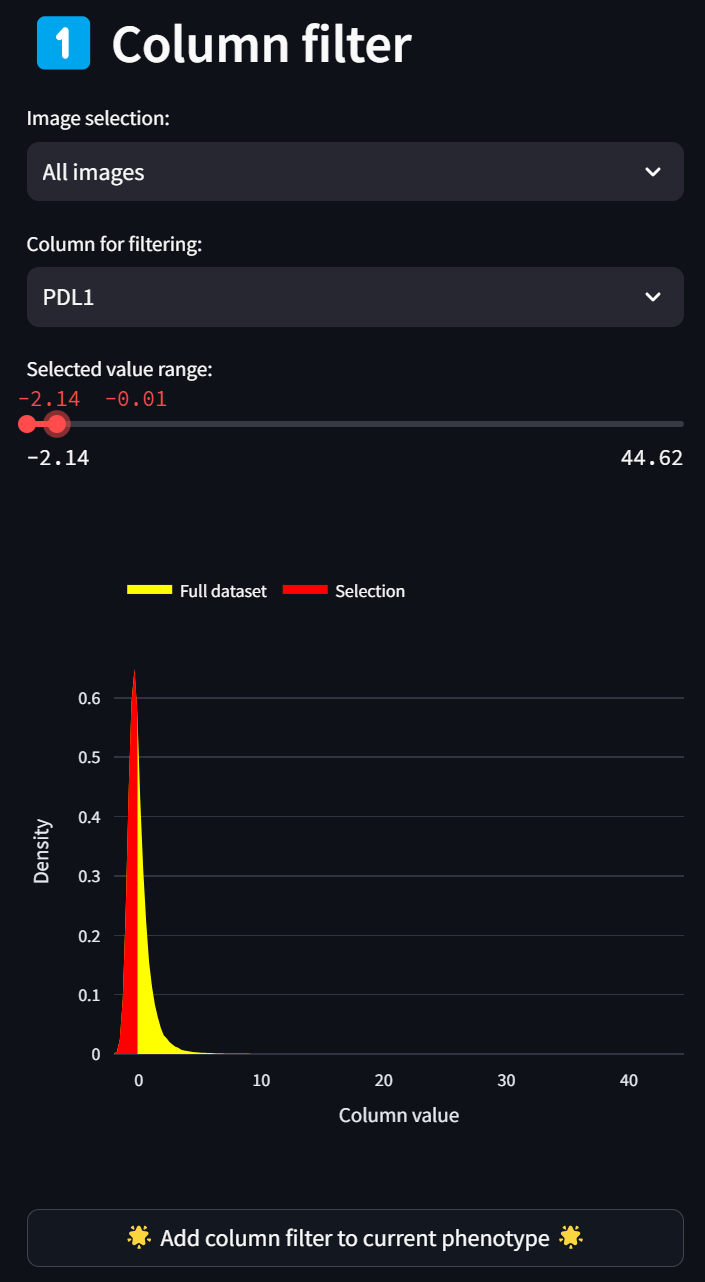 1 Column filter
Image selection:
All images
Column for filtering:
PDL1
Selected value range:
-2.14 -0.01
-2.14 44.62
Full dataset Selection
0.6
0.5
0.4
0.3
0.2
0.1
0
Density
0 10 20 30 40
Column value
🌟 Add column filter to current phenotype 🌟